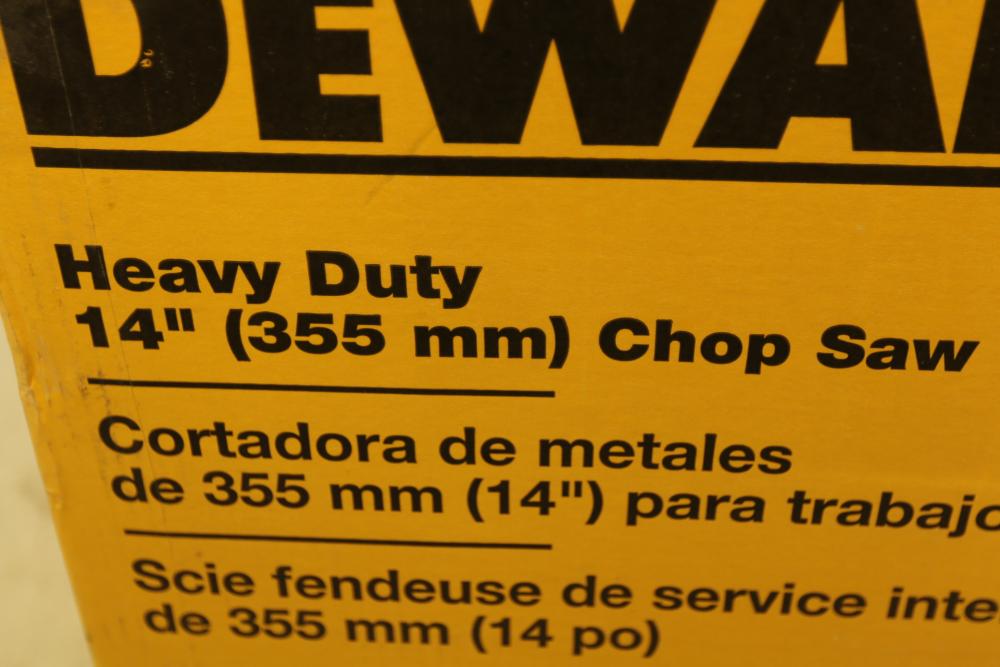 DEWA
Heavy Duty
14" (355 mm) Chop Saw
Cortadora de metales
de 355 mm (14") para trabajo
Scie fendeuse de service inte
de 355 mm (14 po)